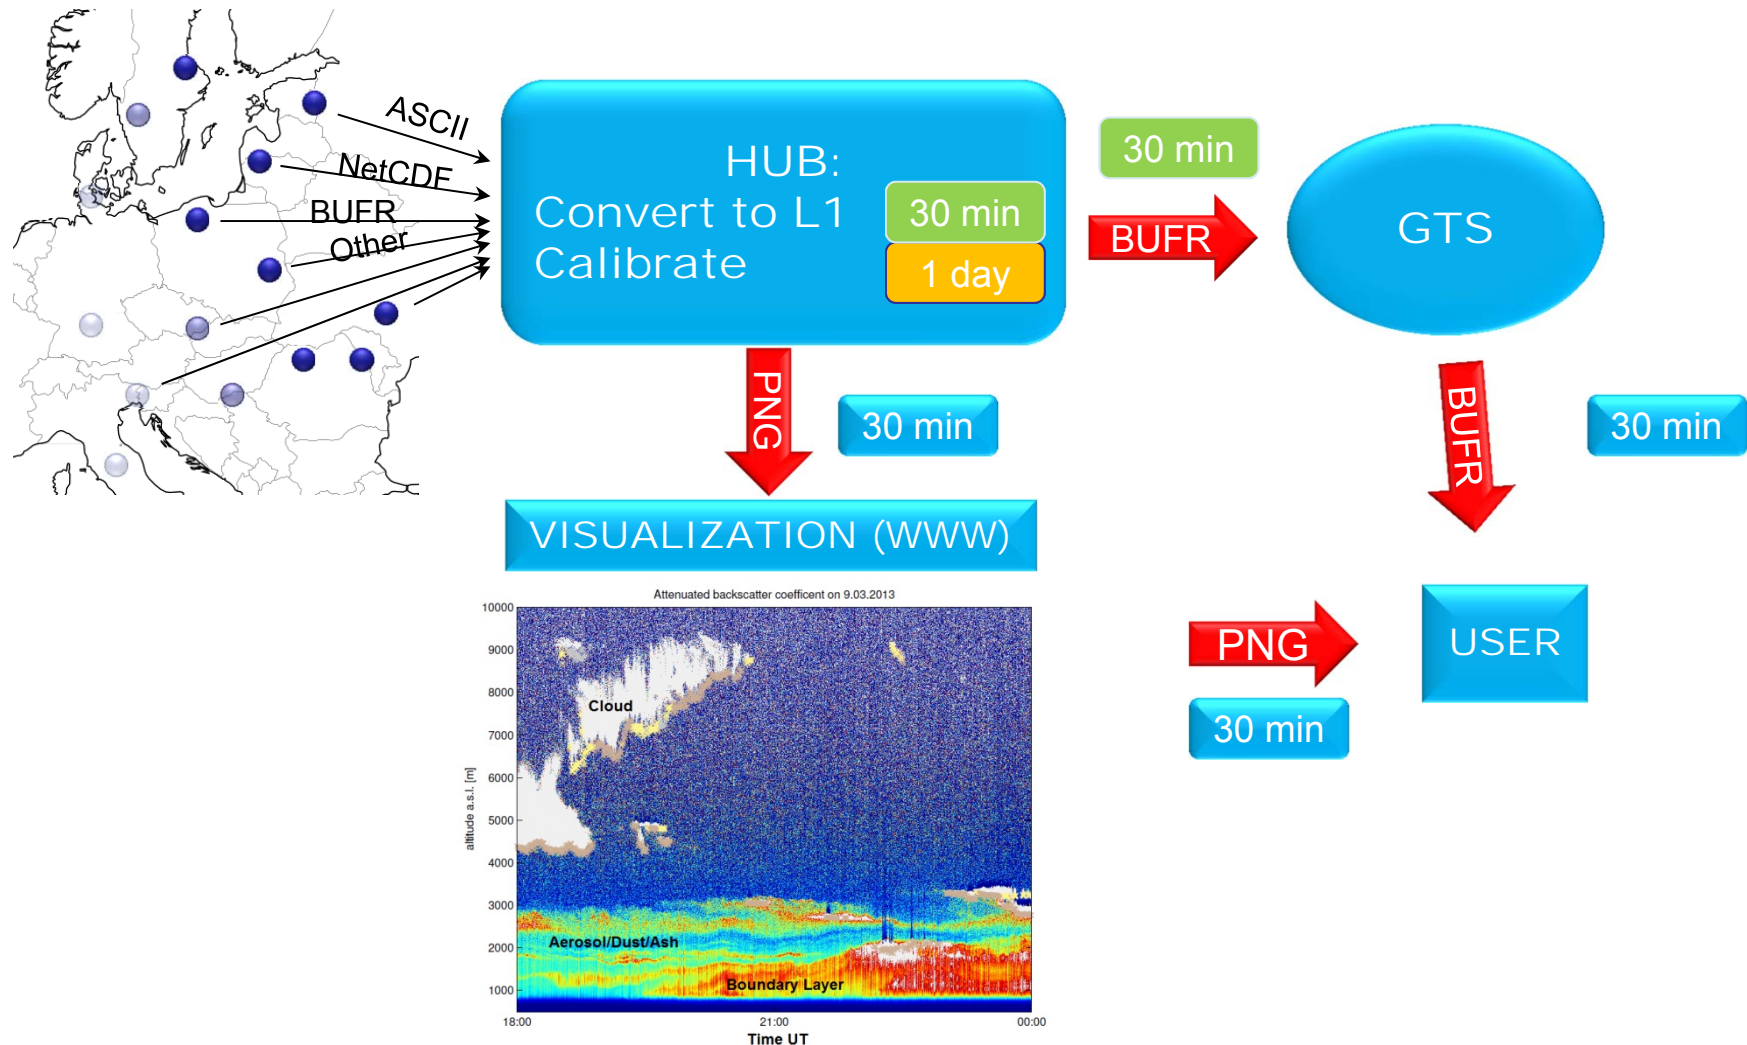 ASCII
NetCDF
BUFR
Other
HUB:
Convert to L1
Calibrate
30 min
1 day
30 min
BUFR
GTS
PNG
30 min
BUFR
30 min
VISUALIZATION (WWW)
PNG
30 min
USER
Attenuated backscatter coefficent on 9.03.2013
10000
9000
8000
7000
6000
5000
4000
3000
2000
1000
altitude a.s.l. [m]
Cloud
Aerosol/Dust/Ash
Boundary Layer
18:00
21:00
00:00
Time UT